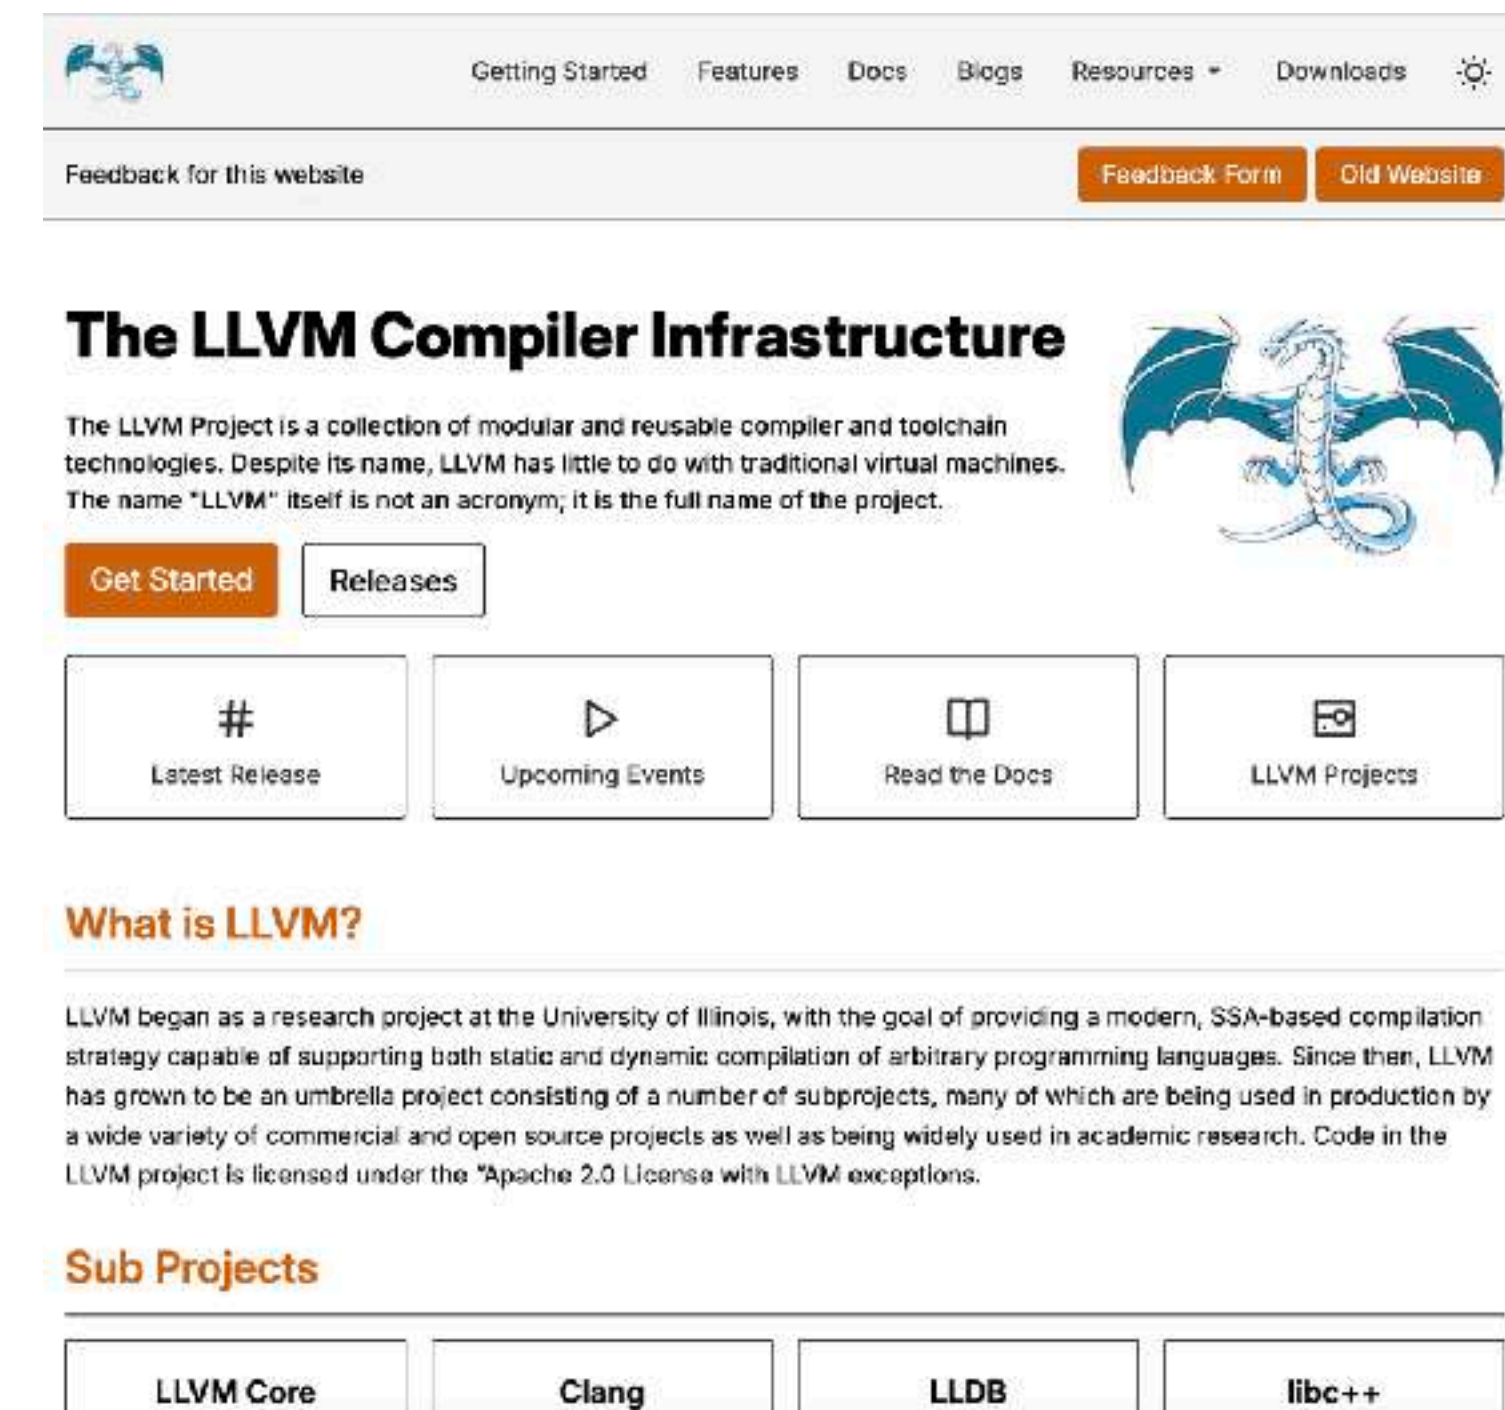 Getting Started Features Docs Blogs Resources Downloads
Feedback for this website Feedback Form Old Website
The LLVM Compiler Infrastructure
The LLVM Project is a collection of modular and reusable compiler and toolchain
technologies. Despite its name, LLVM has little to do with traditional virtual machines.
The name "LLVM" itself is not an acronym; it is the full name of the project.
Get Started Releases
# 
Latest Release Upcoming Events Read the Docs LLVM Projects
What is LLVM?
LLVM began as a research project at the University of Illinois, with the goal of providing a modern, SSA-based compilation
strategy capable of supporting both static and dynamic compilation of arbitrary programming languages. Since then, LLVM
has grown to be an umbrella project consisting of a number of subprojects, many of which are being used in production by
a wide variety of commercial and open source projects as well as being widely used in academic research. Code in the
LLVM project is licensed under the "Apache 2.0 License with LLVM exceptions.
Sub Projects
LLVM Core Clang LLDB libc++